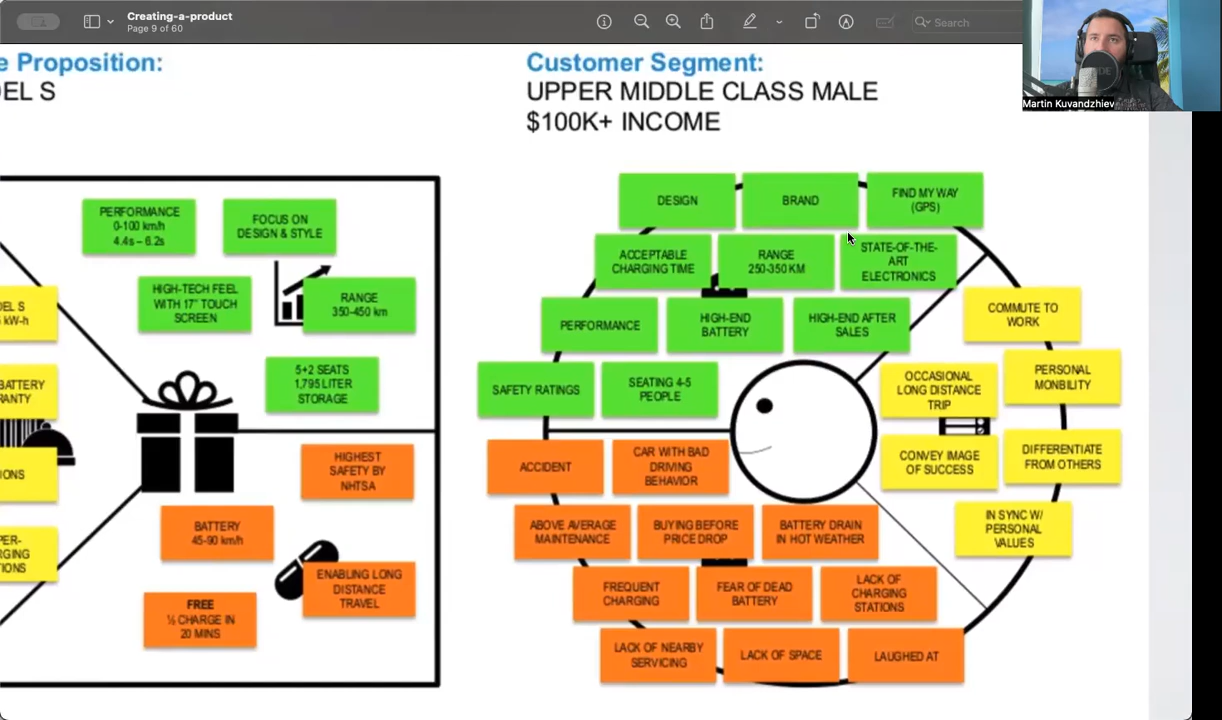 Creating-a-product
Page 9 of 60
Search
Martin Kuvandzhiev
e Proposition:
DEL S
Customer Segment:
UPPER MIDDLE CLASS MALE
$100K+ INCOME
PERFORMANCE
0-100 km/h
4.4s – 6.2s
FOCUS ON
DESIGN & STYLE
HIGH-TECH FEEL
WITH 17" TOUCH
SCREEN
RANGE
350-450 km
5+2 SEATS
1,795 LITER
STORAGE
DEL S
kW-h
BATTERY
RANTY
IONS
PER-
RGING
TIONS
HIGHEST
SAFETY BY
NHTSA
BATTERY
45-90 km/h
ENABLING LONG
DISTANCE
TRAVEL
FREE
½ CHARGE IN
20 MINS
DESIGN
BRAND
FIND MY WAY
(GPS)
ACCEPTABLE
CHARGING TIME
RANGE
250-350 KM
STATE-OF-THE-
ART
ELECTRONICS
PERFORMANCE
HIGH-END
BATTERY
HIGH-END AFTER
SALES
SAFETY RATINGS
SEATING 4-5
PEOPLE
COMMUTE TO
WORK
OCCASIONAL
LONG DISTANCE
TRIP
PERSONAL
MONBILITY
CONVEY IMAGE
OF SUCCESS
DIFFERENTIATE
FROM OTHERS
IN SYNC W/
PERSONAL
VALUES
ACCIDENT
CAR WITH BAD
DRIVING
BEHAVIOR
ABOVE AVERAGE
MAINTENANCE
BUYING BEFORE
PRICE DROP
BATTERY DRAIN
IN HOT WEATHER
FREQUENT
CHARGING
FEAR OF DEAD
BATTERY
LACK OF
CHARGING
STATIONS
LACK OF NEARBY
SERVICING
LACK OF SPACE
LAUGHED AT